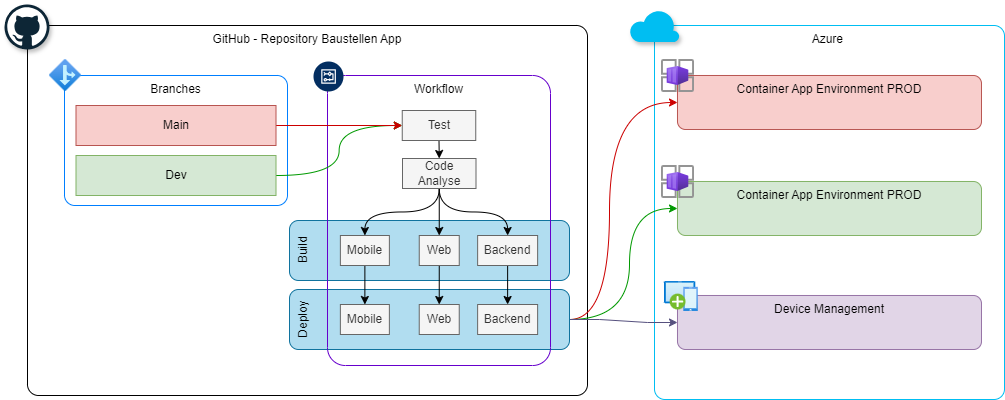 GitHub - Repository Baustellen App
Azure
Branches
Main
Dev
Workflow
Test
Code
Analyse
Build
Mobile
Web
Backend
Deploy
Mobile
Web
Backend
Container App Environment PROD
Container App Environment PROD
Device Management